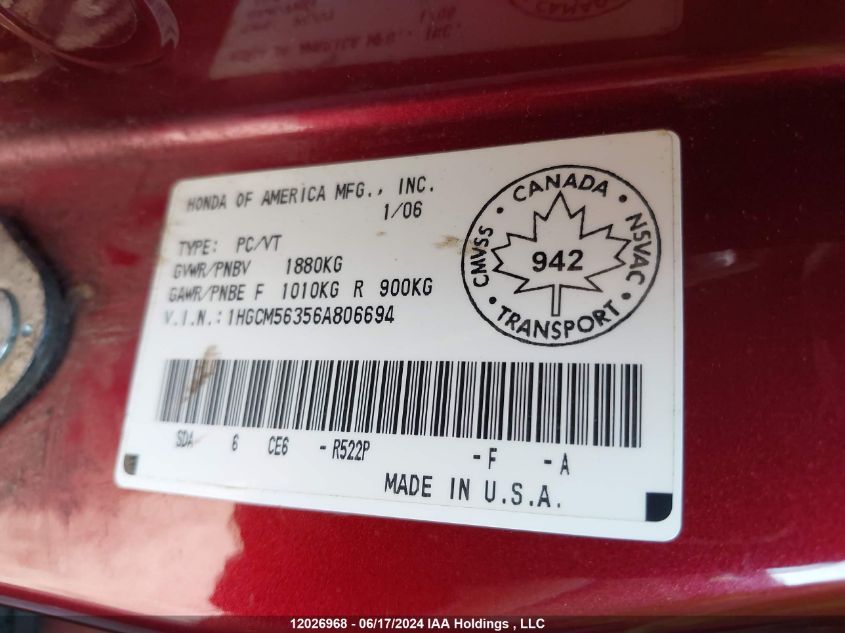 HONDA OF AMERICA MFG., INC.
1/06
TYPE: PC/VT
GVWR/PNBV 1880KG
GAWR/PNBE F 1010KG R 900KG
V.I.N.: 1HGCM56356A806694
CANADA
CMVSS
NSVAC
942
TRANSPORT
SDA 6 CE6 - R522P - F - A
MADE IN U.S.A.
12026968 - 06/17/2024 IAA Holdings , LLC